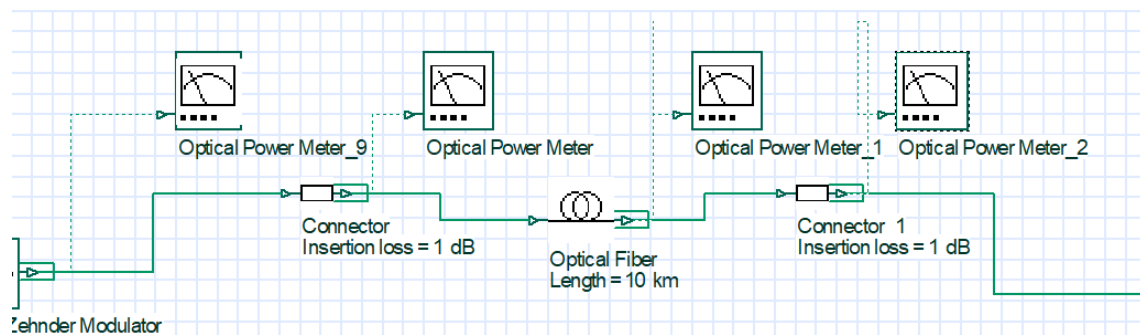 Optical Power Meter_9
Optical Power Meter
Optical Power Meter_1
Optical Power Meter_2
Connector
Insertion loss = 1 dB
Optical Fiber
Length = 10 km
Connector_1
Insertion loss = 1 dB
Zehnder Modulator